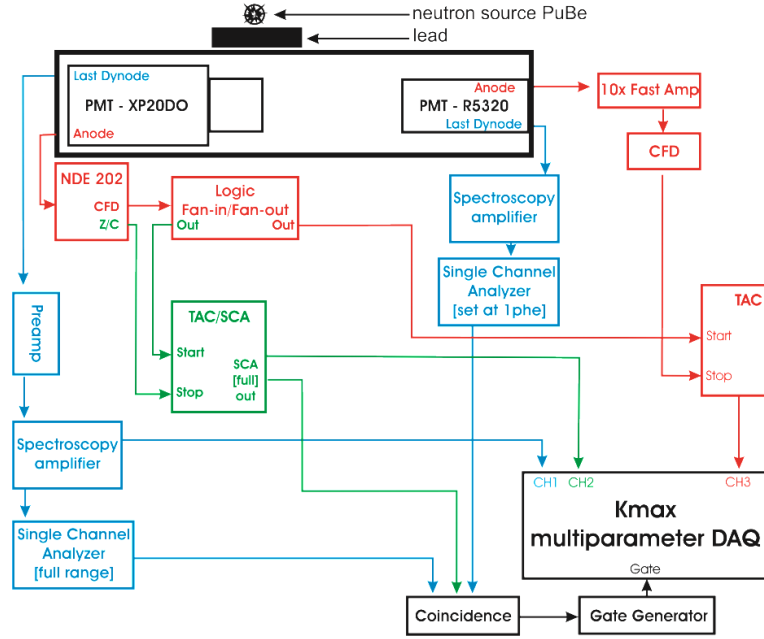 neutron source PuBe
lead
Last Dynode
PMT - XP20DO
Anode
Anode
PMT - R5320
Last Dynode
10x Fast Amp
CFD
NDE 202
CFD
Z/C
Logic
Fan-in/Fan-out
Out
Out
Spectroscopy
amplifier
Single Channel
Analyzer
[set at 1phe]
Preamp
TAC/SCA
Start
Stop
SCA
[full]
out
TAC
Start
Stop
Spectroscopy
amplifier
Single Channel
Analyzer
[full range]
CH1
CH2
CH3
Kmax
multiparameter DAQ
Gate
Coincidence
Gate Generator